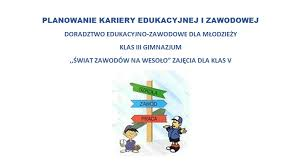 PLANOWANIE KARIERY EDUKACYJNEJ I ZAWODOWEJ
DORADZTWO EDUKACYJNO-ZAWODOWE DLA MŁODZIEŻY
KLAS III GIMNAZJUM
„ŚWIAT ZAWODÓW NA WESOŁO” ZAJĘCIA DLA KLAS V
SZKOŁA
ZAWÓD
PRACA